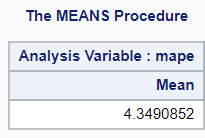 The MEANS Procedure
Analysis Variable : mape
Mean
4.3490852